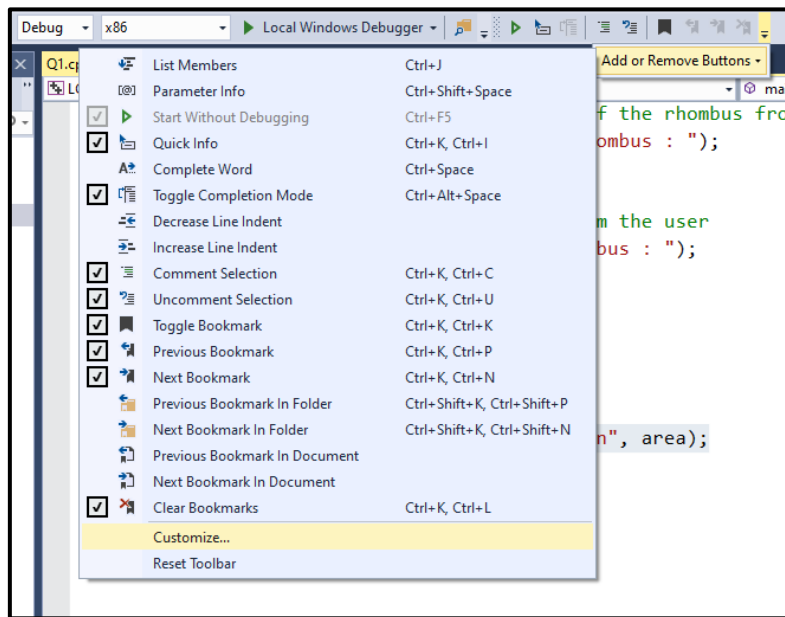 Debug x86 Local Windows Debugger
Q1.cp
Add or Remove Buttons
ma
List Members Ctrl+J
Parameter Info Ctrl+Shift+Space
Start Without Debugging Ctrl+F5
Quick Info Ctrl+K, Ctrl+I
Complete Word Ctrl+Space
Toggle Completion Mode Ctrl+Alt+Space
Decrease Line Indent
Increase Line Indent
Comment Selection Ctrl+K, Ctrl+C
Uncomment Selection Ctrl+K, Ctrl+U
Toggle Bookmark Ctrl+K, Ctrl+K
Previous Bookmark Ctrl+K, Ctrl+P
Next Bookmark Ctrl+K, Ctrl+N
Previous Bookmark In Folder Ctrl+Shift+K, Ctrl+Shift+P
Next Bookmark In Folder Ctrl+Shift+K, Ctrl+Shift+N
Previous Bookmark In Document
Next Bookmark In Document
Clear Bookmarks Ctrl+K, Ctrl+L
Customize...
Reset Toolbar
f the rhombus fro
ombus : ");
m the user
bus : ");
n", area);